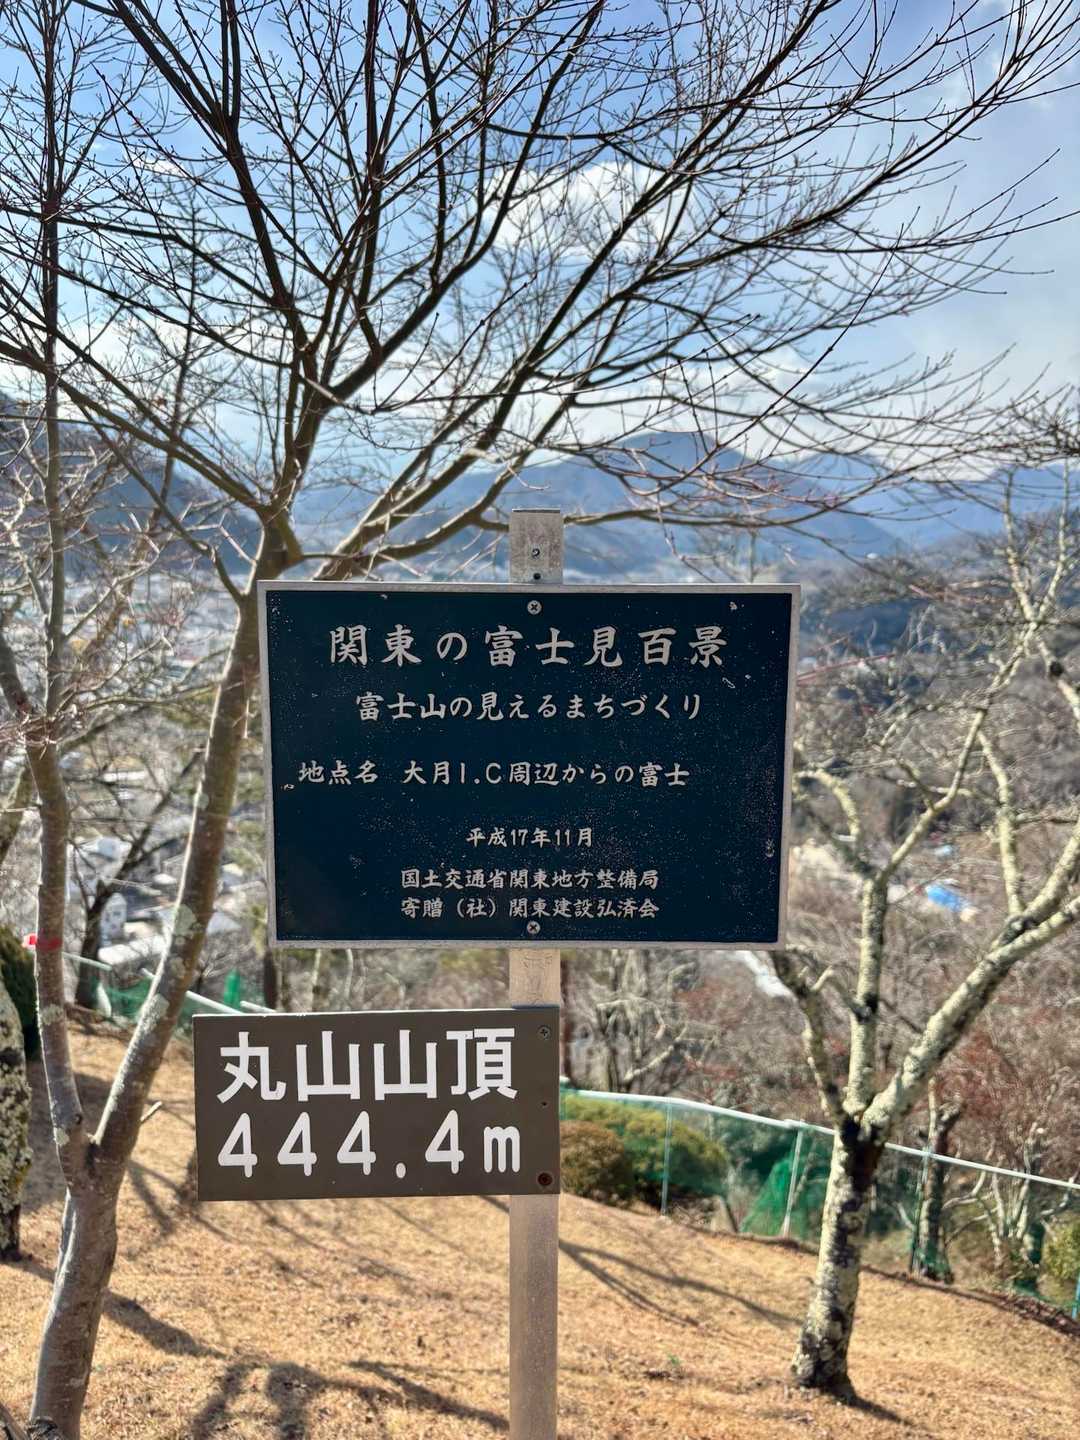 関東の富士見百景
富士山の見えるまちづくり
地点名 大月I.C周辺からの富士
平成17年11月
国土交通省関東地方整備局
寄贈（社）関東建設弘済会
丸山山頂
444.4m